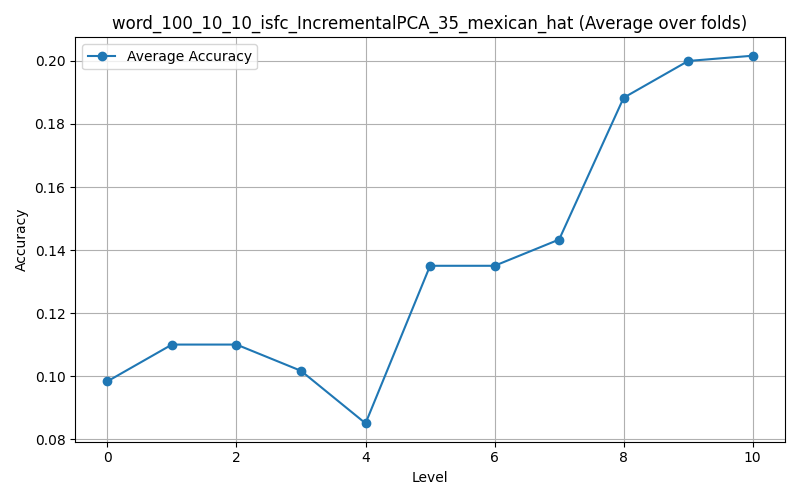 word_100_10_10_isfc_IncrementalPCA_35_mexican_hat (Average over folds)
Average Accuracy
0.20
0.18
0.16
0.14
0.12
0.10
0.08
Accuracy
0 2 4 6 8 10
Level